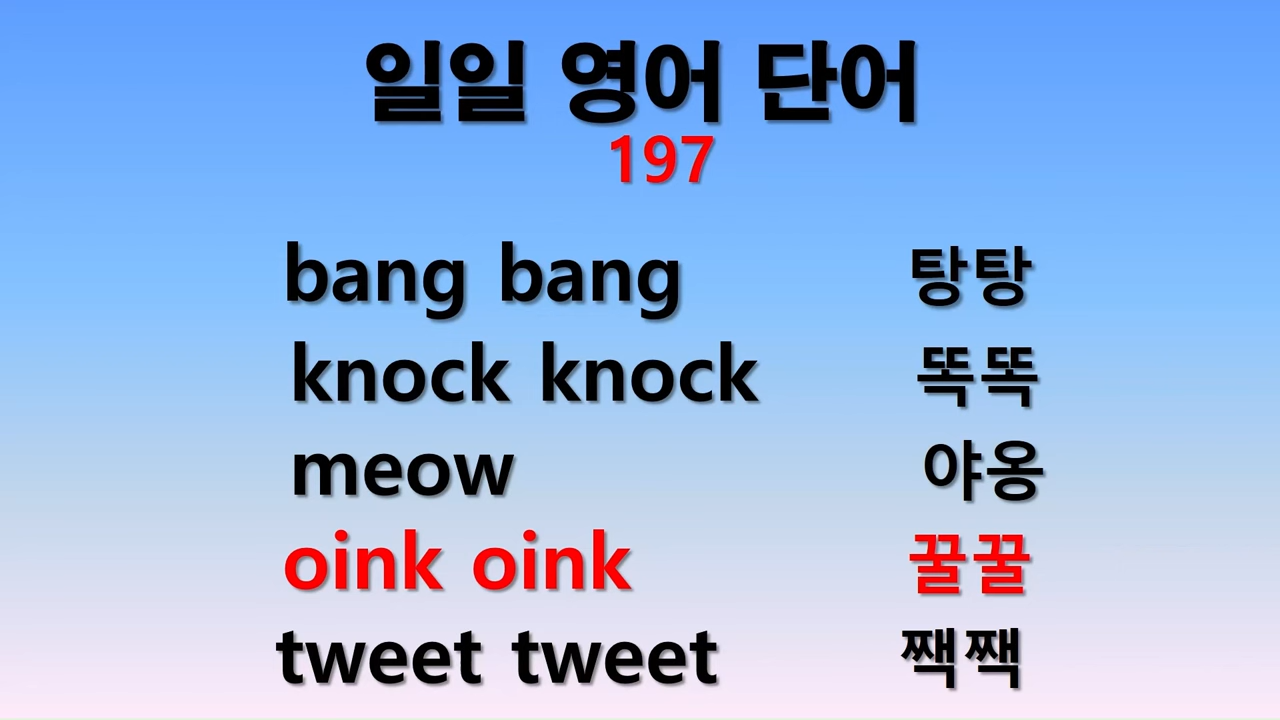 일일 영어 단어
197
bang bang 탕탕
knock knock 똑똑
meow 야옹
oink oink 꿀꿀
tweet tweet 짹짹